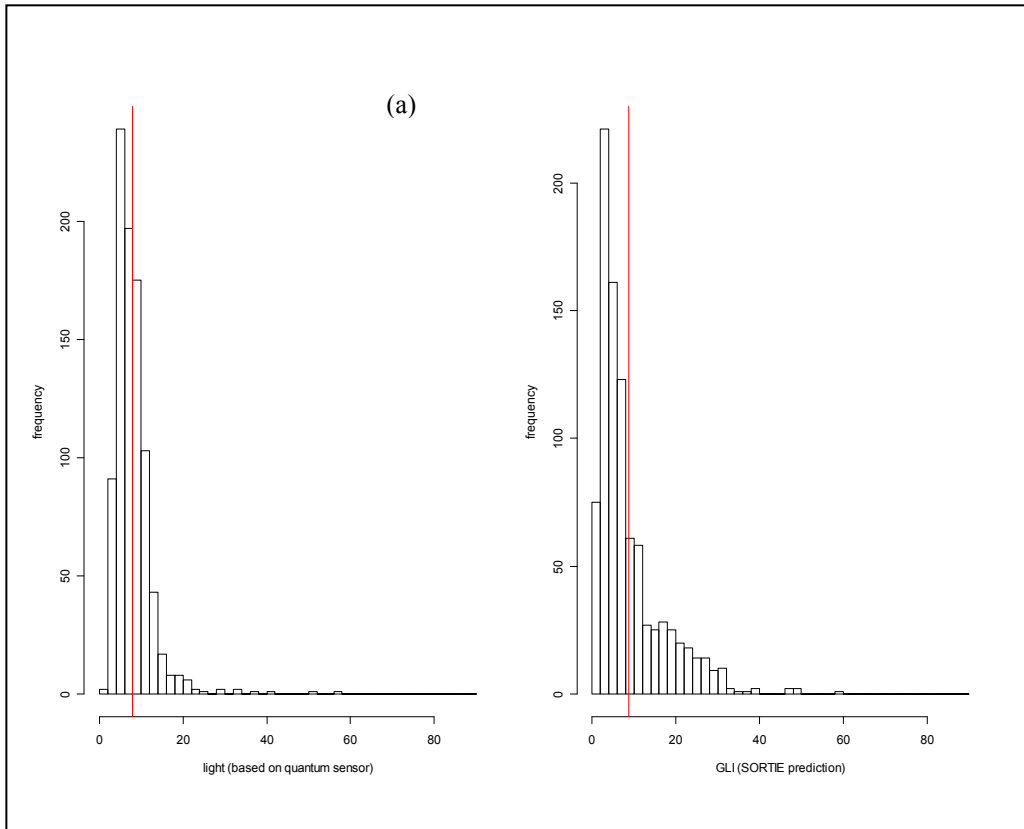 (a)
frequency
200
150
100
50
0
0 20 40 60 80
light (based on quantum sensor)
frequency
200
150
100
50
0
0 20 40 60 80
GLI (SORTIE prediction)